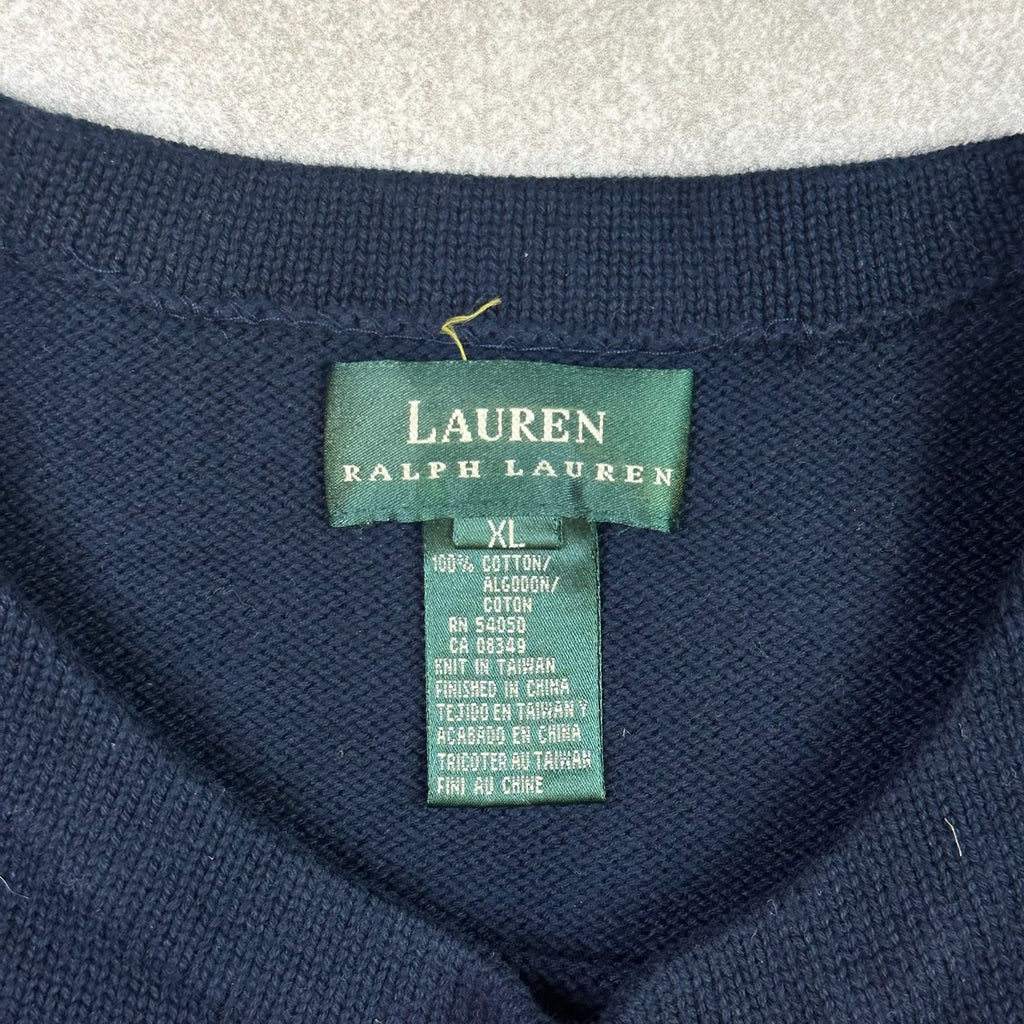 LAUREN
RALPH LAUREN
XL
100% COTTON/
ALGODON/
COTON
RN 54050
CA 08349
KNIT IN TAIWAN
FINISHED IN CHINA
TEJIDO EN TAIWAN Y
ACABADO EN CHINA
TRICOTER AU TAIWAN
FINI AU CHINE